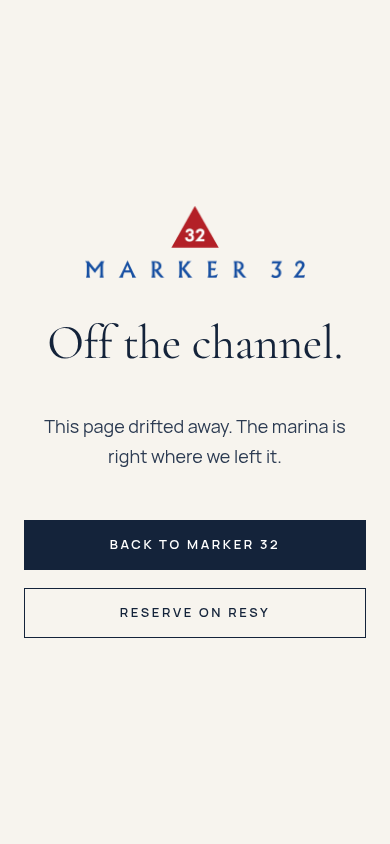 32
MARKER 32
Off the channel.
This page drifted away. The marina is
right where we left it.
BACK TO MARKER 32
RESERVE ON RESY